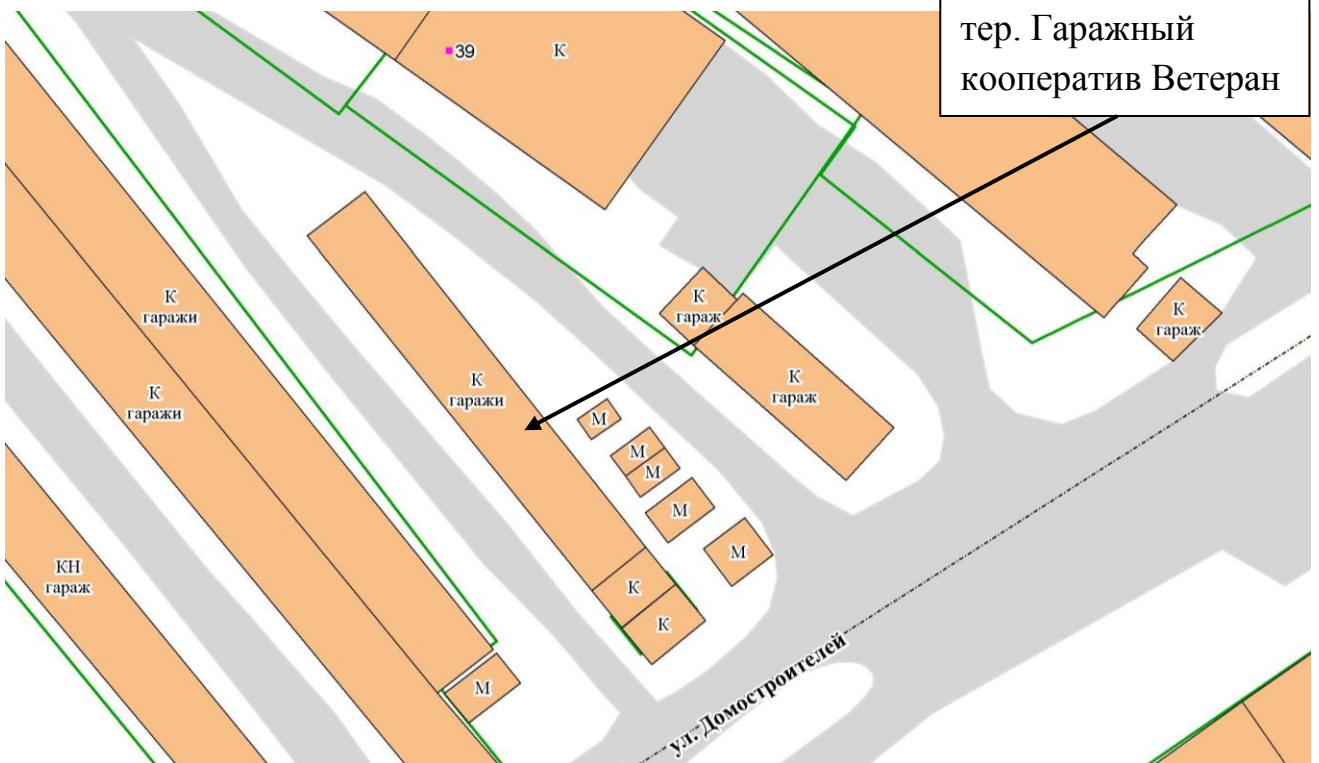 тер. Гаражный
кооператив Ветеран
39
К
К
гаражи
К
гаражи
К
гаражи
К
гараж
К
гараж
К
гараж
М
М
М
М
М
К
К
М
КН
гараж
ул. Домостроителей